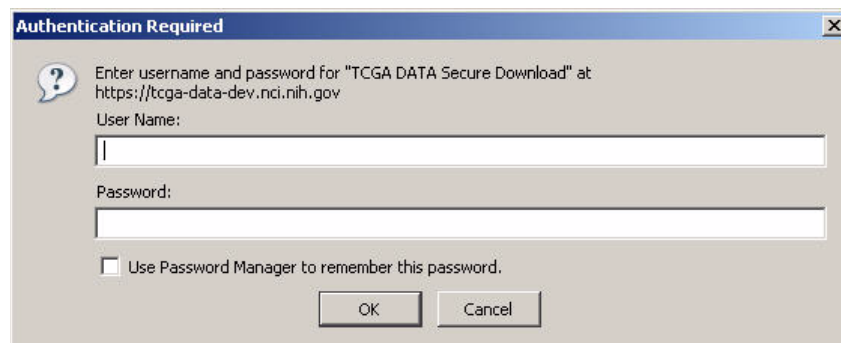 Authentication Required
Enter username and password for "TCGA DATA Secure Download" at
https://tcga-data-dev.nci.nih.gov
User Name:
Password:
Use Password Manager to remember this password.
OK Cancel